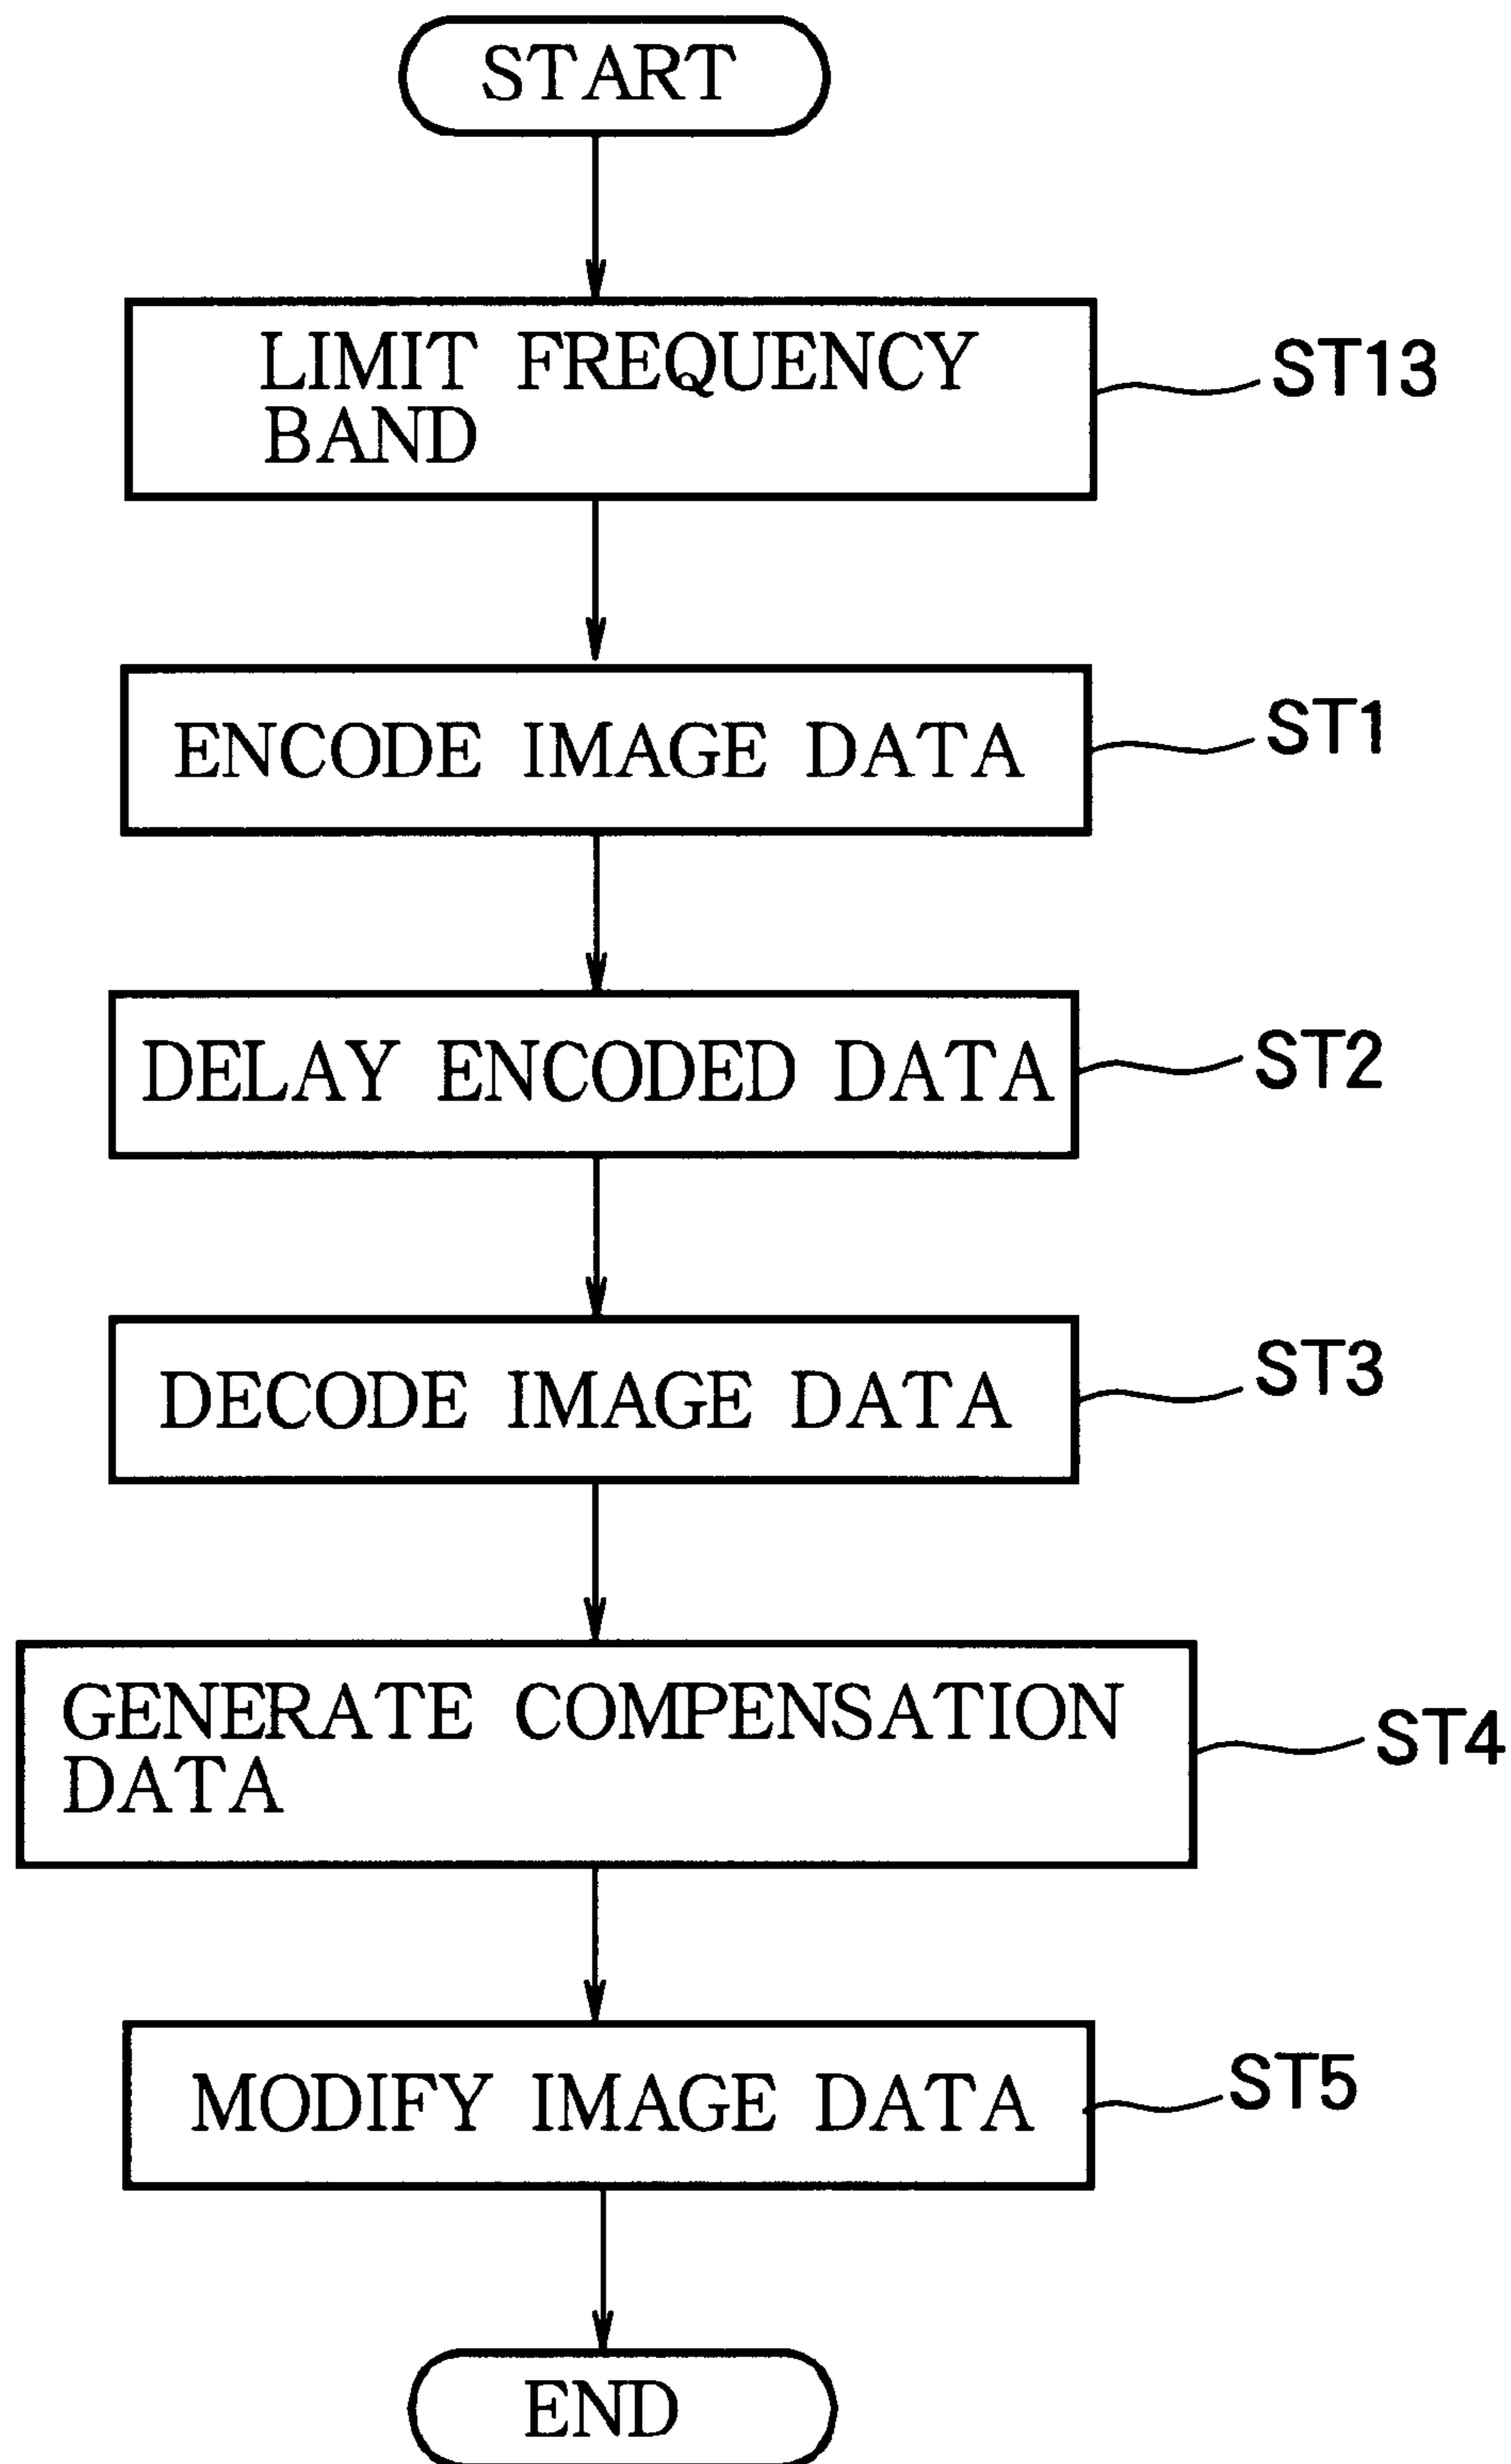 START
LIMIT FREQUENCY
BAND
ST13
ENCODE IMAGE DATA
ST1
DELAY ENCODED DATA
ST2
DECODE IMAGE DATA
ST3
GENERATE COMPENSATION
DATA
ST4
MODIFY IMAGE DATA
ST5
END